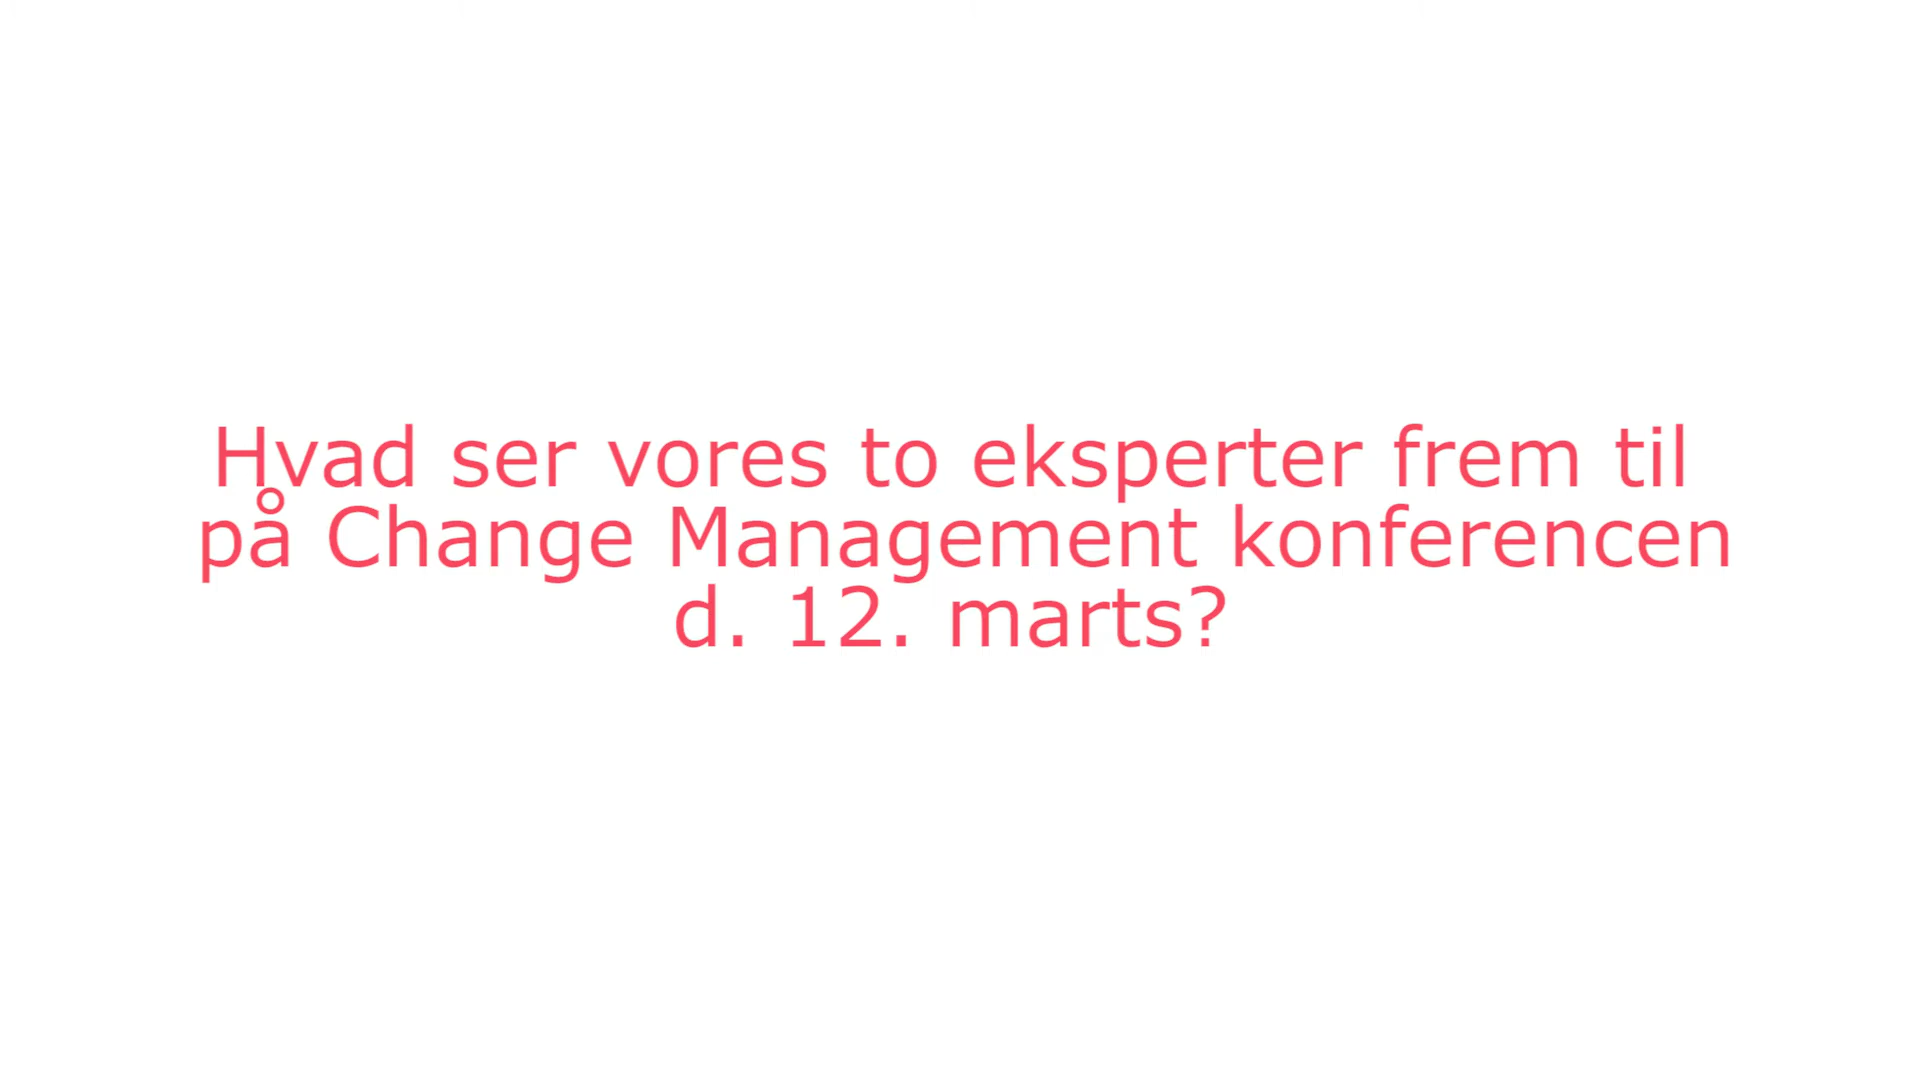 Hvad ser vores to eksperter frem til
på Change Management konferencen
d. 12. marts?